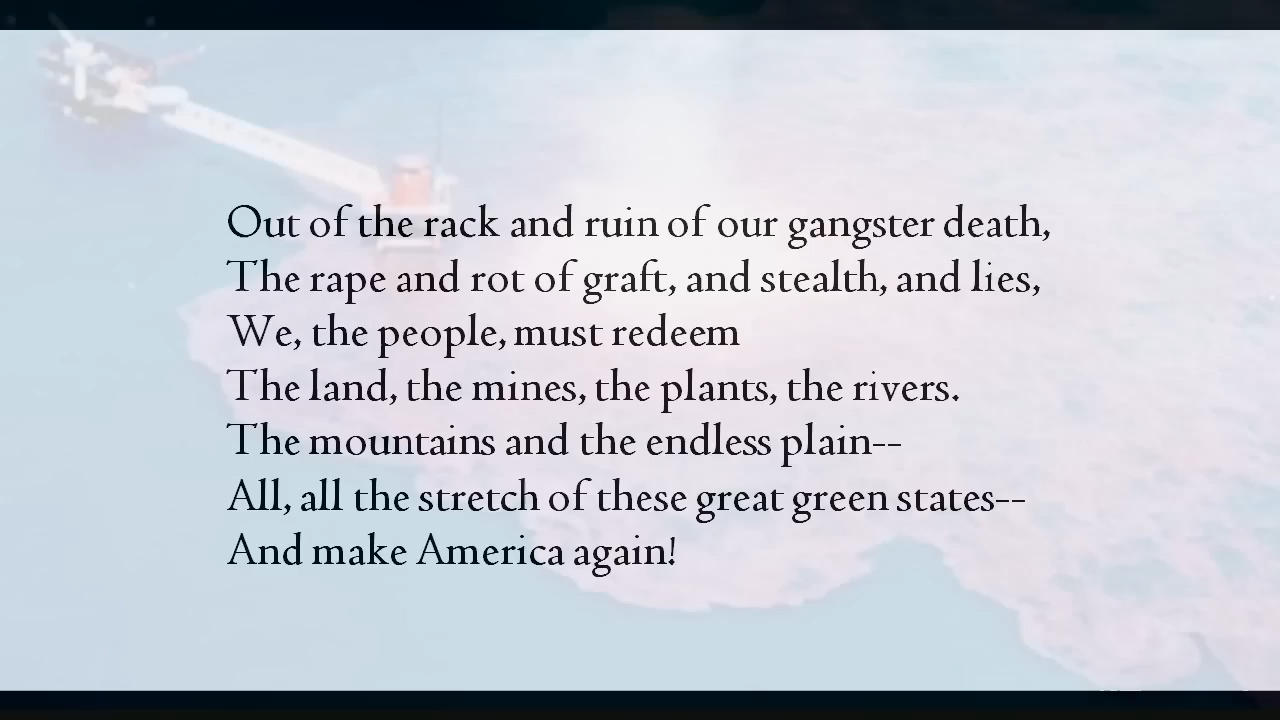 Out of the rack and ruin of our gangster death,
The rape and rot of graft, and stealth, and lies,
We, the people, must redeem
The land, the mines, the plants, the rivers.
The mountains and the endless plain--
All, all the stretch of these great green states--
And make America again!